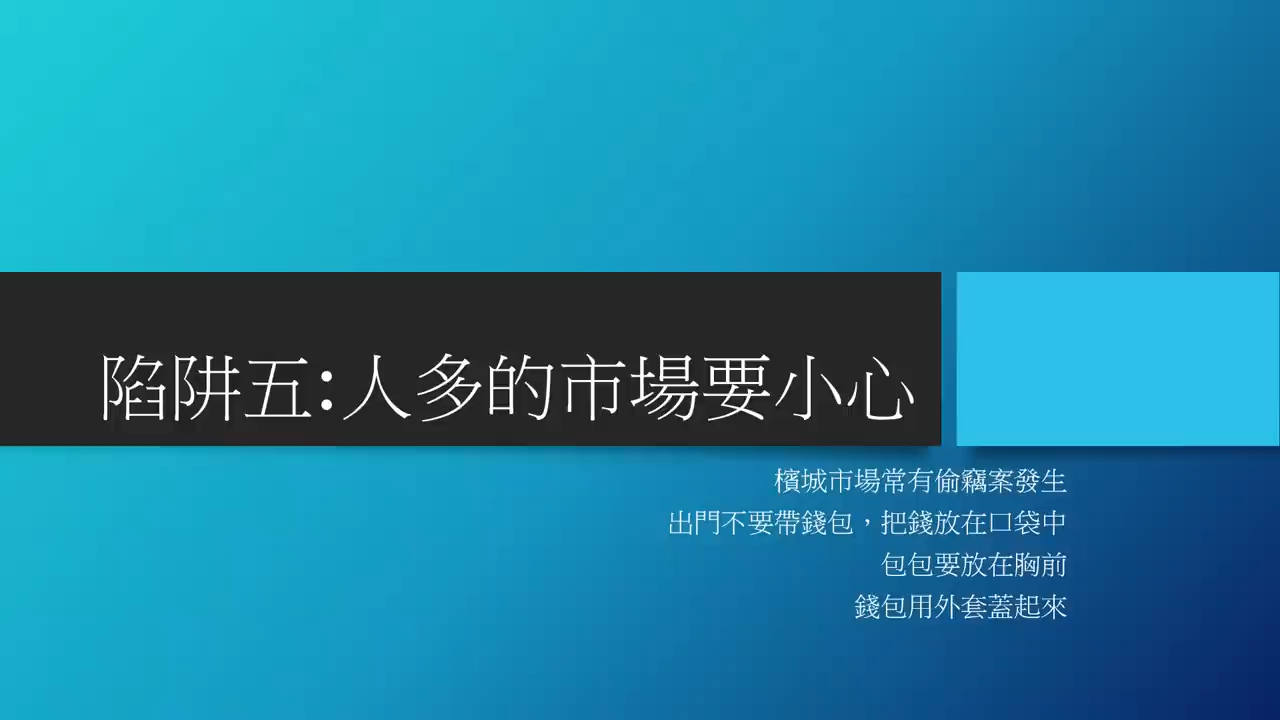 陷阱五:人多的市場要小心
檳城市場常有偷竊案發生
出門不要帶錢包，把錢放在口袋中
包包要放在胸前
錢包用外套蓋起來